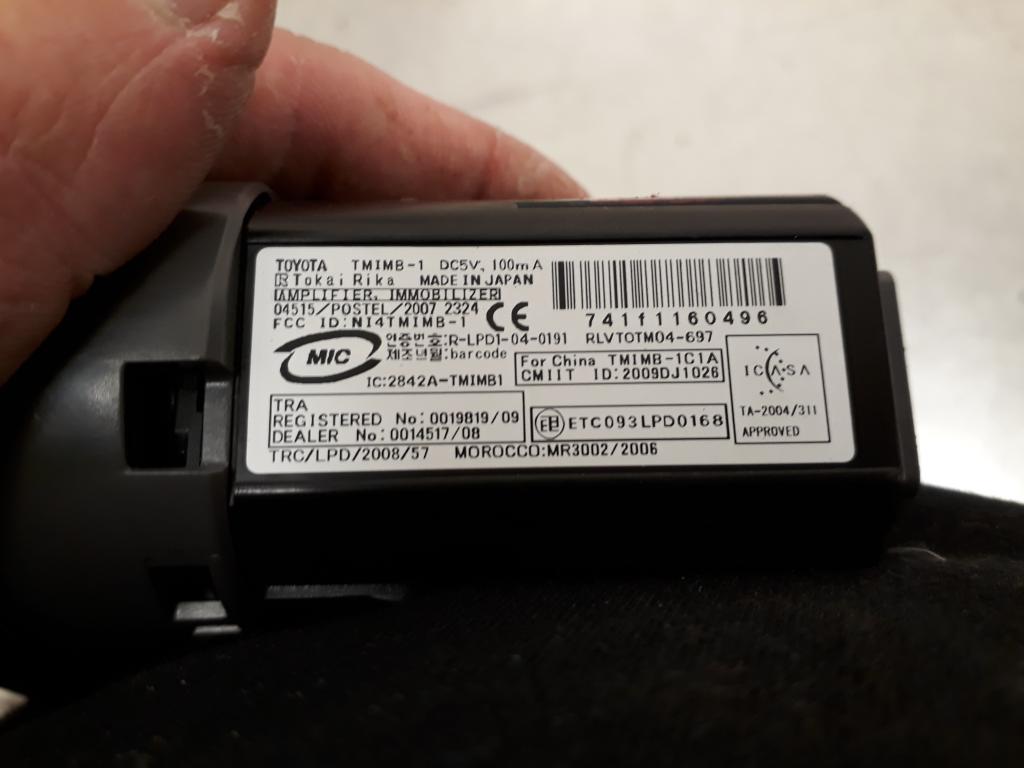 TOYOTA TMIMB-1 DC5V, 100mA
Tokai Rika MADE IN JAPAN
AMPLIFIER, IMMOBILIZER
04515/POSTEL/2007 2324
FCC ID:NI4TMIMB-1
CE
741f1160496
MIC
인증번호:R-LPD1-04-0191 RLVTOTM04-697
제조년월:barcode
For China TMIMB-1C1A
CMIIT ID:2009DJ1026
IC:2842A-TMIMB1
ICASA
TA-2004/311
APPROVED
TRA
REGISTERED No:0019819/09
DEALER No:0014517/08
ETC093LPD0168
TRC/LPD/2008/57 MOROCCO:MR3002/2006